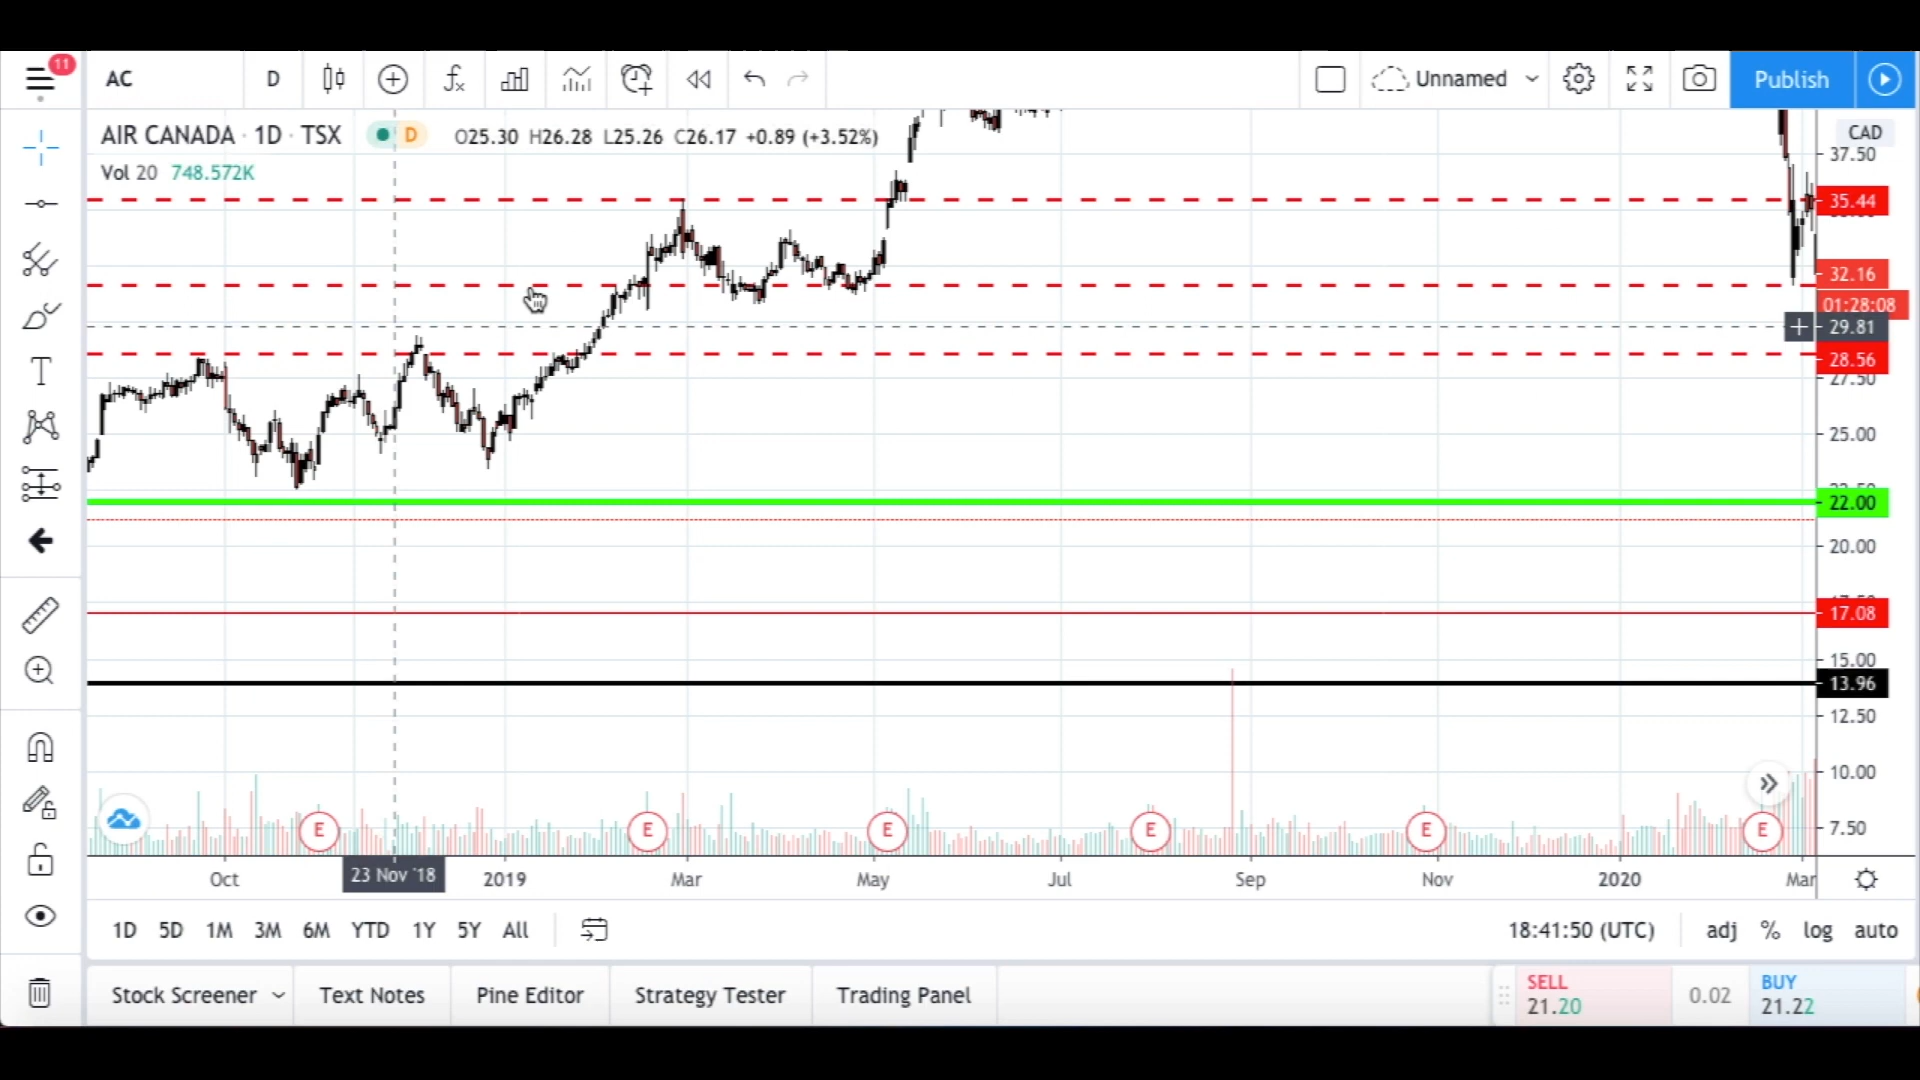 11
AC
D
Unnamed
Publish
AIR CANADA · 1D · TSX
D
O25.30 H26.28 L25.26 C26.17 +0.89 (+3.52%)
Vol 20 748.572K
CAD
37.50
35.44
32.16
01:28:08
29.81
28.56
27.50
25.00
22.00
20.00
17.08
15.00
13.96
12.50
10.00
7.50
E
E
E
E
E
E
Oct
23 Nov '18
2019
Mar
May
Jul
Sep
Nov
2020
Mar
1D 5D 1M 3M 6M YTD 1Y 5Y All
18:41:50 (UTC)
adj % log auto
Stock Screener
Text Notes
Pine Editor
Strategy Tester
Trading Panel
SELL
21.20
0.02
BUY
21.22